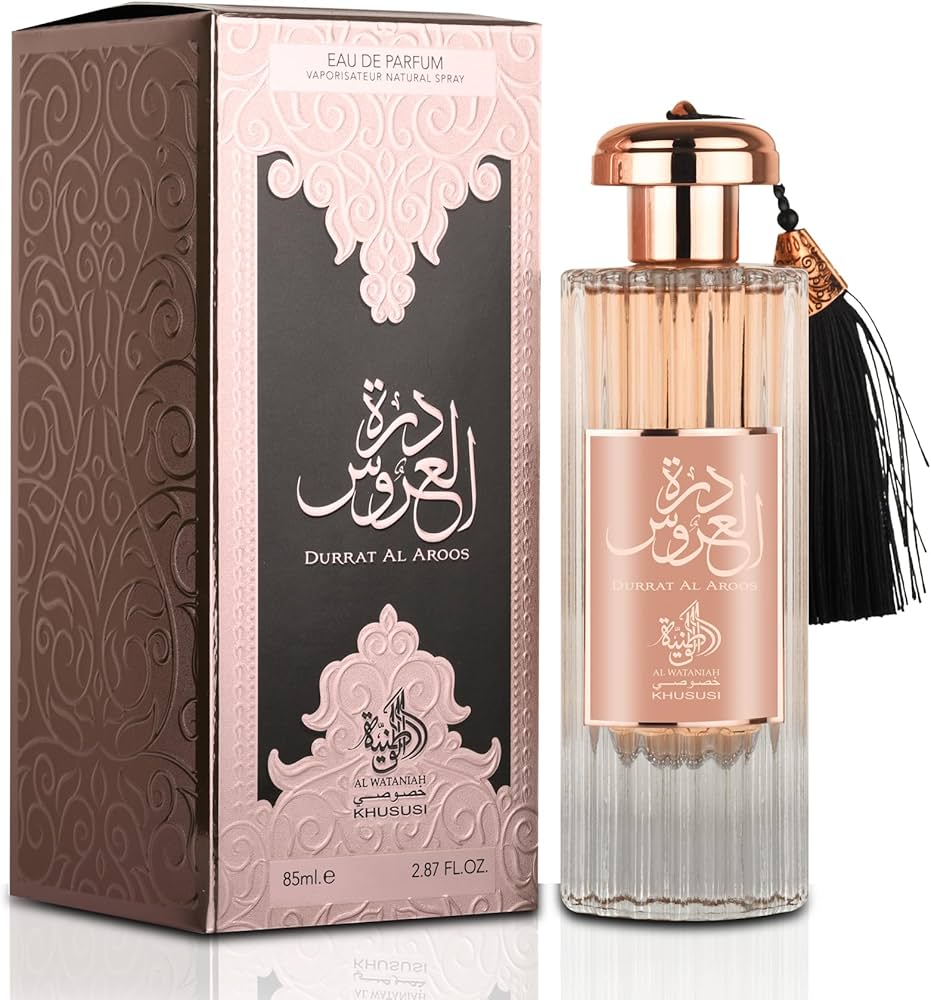 EAU DE PARFUM
VAPORISATEUR NATURAL SPRAY
درة
العروس
DURRAT AL AROOS
الوطنية
AL WATANIAH
خصوصي
KHUSUSI
85ml.e 2.87 FL.OZ.
درة
العروس
DURRAT AL AROOS
الوطنية
AL WATANIAH
خصوصي
KHUSUSI